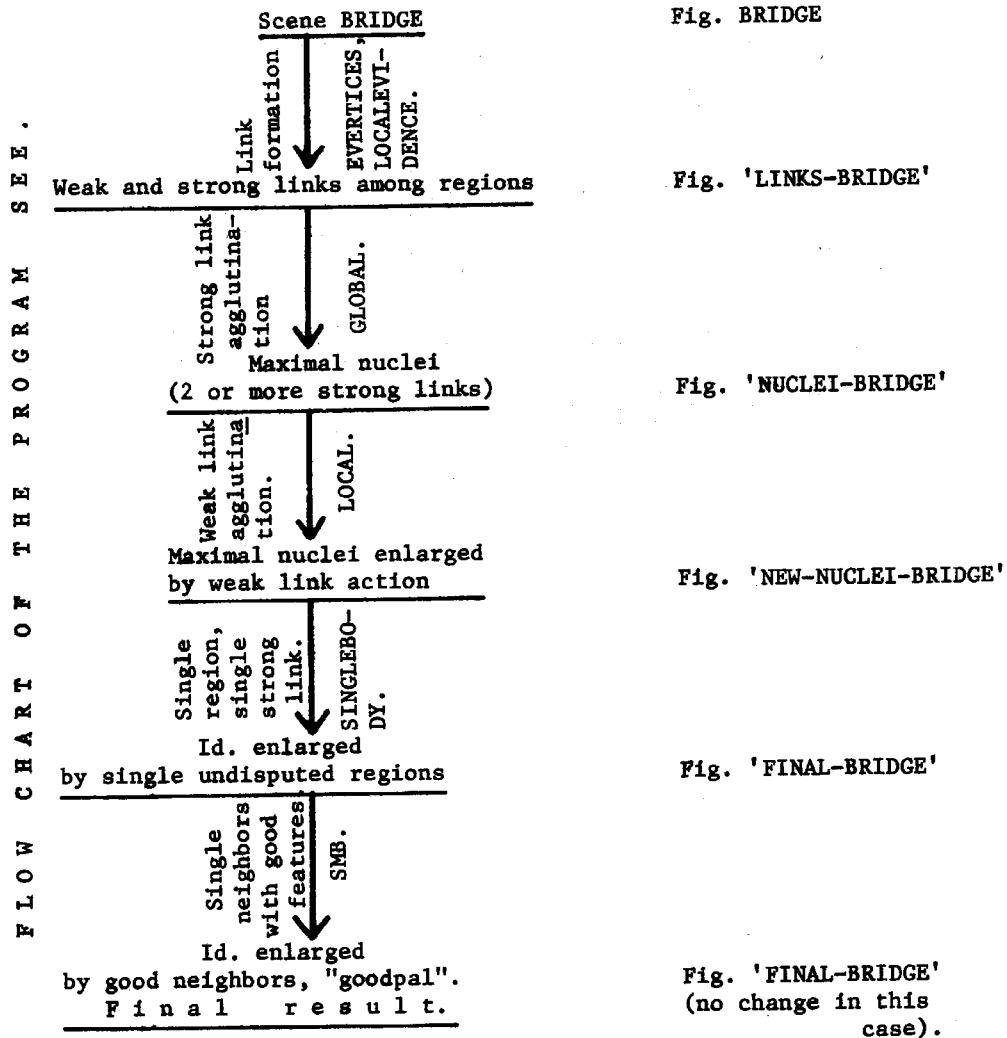 FLOW CHART OF THE PROGRAM SEE.
Scene BRIDGE
Fig. BRIDGE
Link
formation
EVERTICES,
LOCALEVI-
DENCE.
Weak and strong links among regions
Fig. 'LINKS-BRIDGE'
Strong link
agglutina-
tion
GLOBAL.
Maximal nuclei
(2 or more strong links)
Fig. 'NUCLEI-BRIDGE'
Weak link
agglutina
tion.
LOCAL.
Maximal nuclei enlarged
by weak link action
Fig. 'NEW-NUCLEI-BRIDGE'
Single
region,
single
strong
link.
SINGLEBO-
DY.
Id. enlarged
by single undisputed regions
Fig. 'FINAL-BRIDGE'
Single
neighbors
with good
features
SMB.
Id. enlarged
by good neighbors, "goodpal".
Final result.
Fig. 'FINAL-BRIDGE'
(no change in this
case).